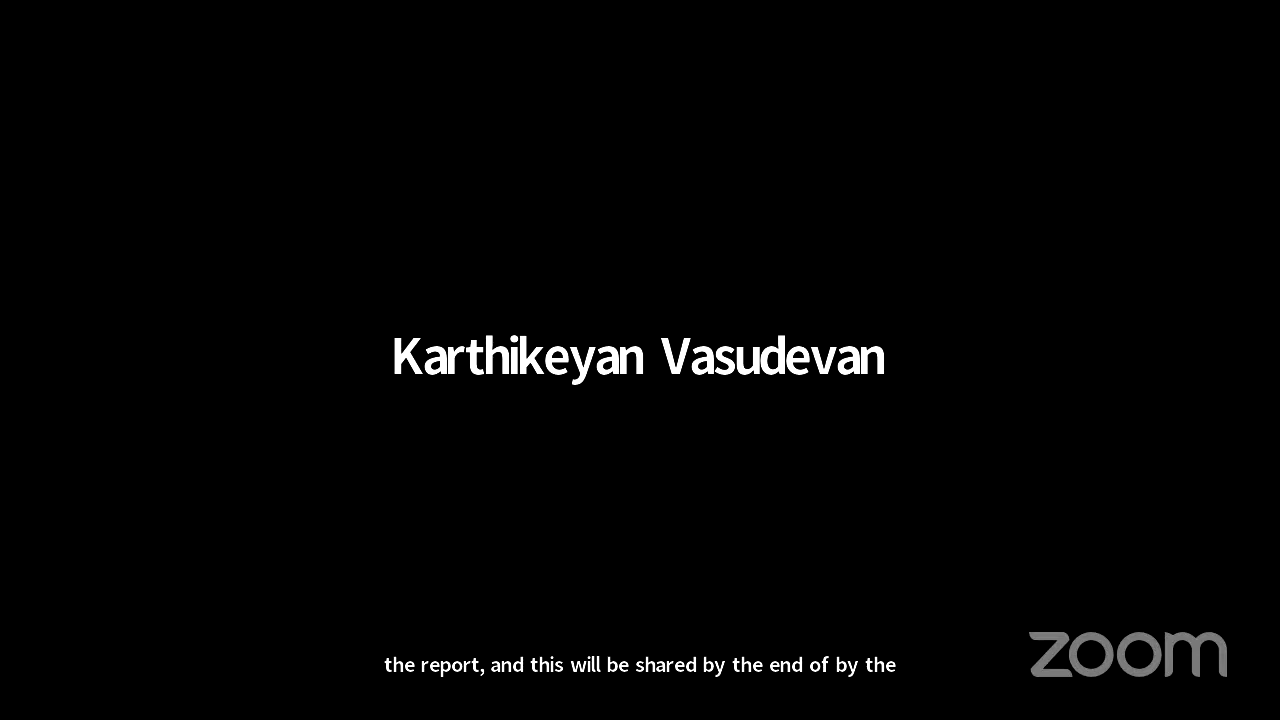 Karthikeyan Vasudevan
the report, and this will be shared by the end of by the
zoom